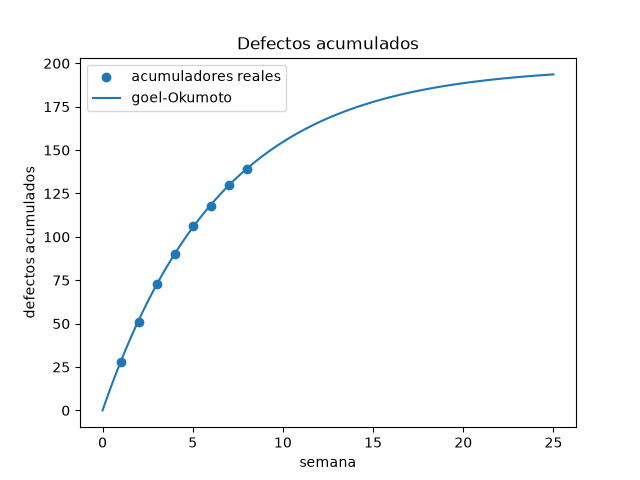 Defectos acumulados
acumuladores reales
goel-Okumoto
defectos acumulados
200
175
150
125
100
75
50
25
0
0 5 10 15 20 25
semana